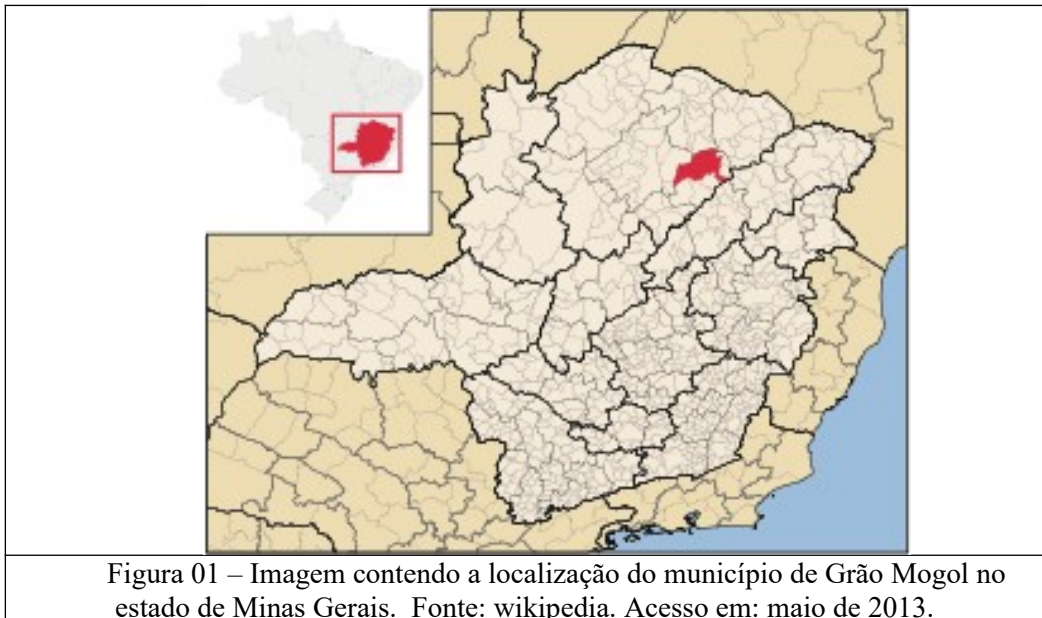 Figura 01 – Imagem contendo a localização do município de Grão Mogol no
estado de Minas Gerais.  Fonte: wikipedia. Acesso em: maio de 2013.